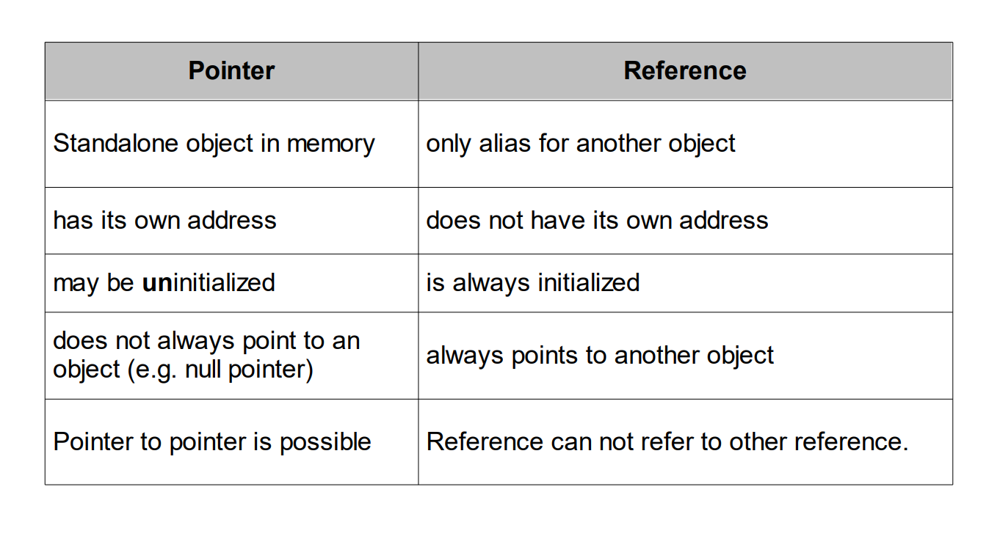 Pointer
Reference
Standalone object in memory
only alias for another object
has its own address
does not have its own address
may be uninitialized
is always initialized
does not always point to an
object (e.g. null pointer)
always points to another object
Pointer to pointer is possible
Reference can not refer to other reference.